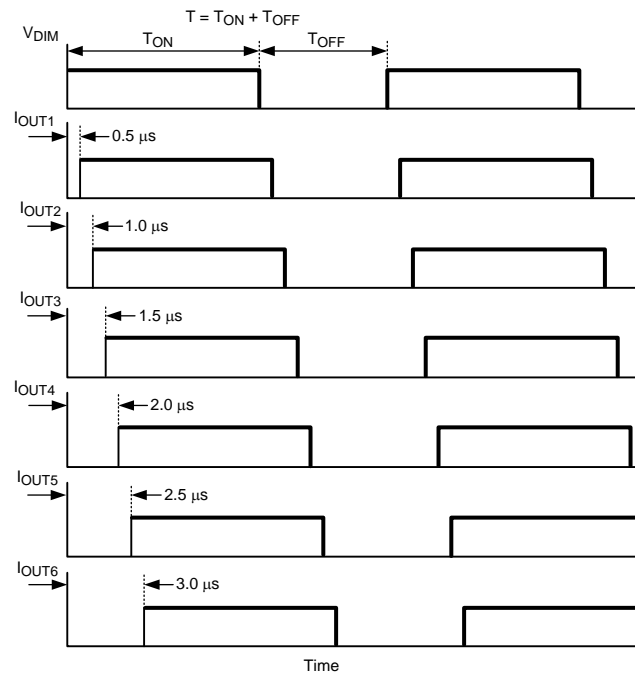 T = TON + TOFF
VDIM
TON
TOFF
IOUT1
0.5 μs
IOUT2
1.0 μs
IOUT3
1.5 μs
IOUT4
2.0 μs
IOUT5
2.5 μs
IOUT6
3.0 μs
Time